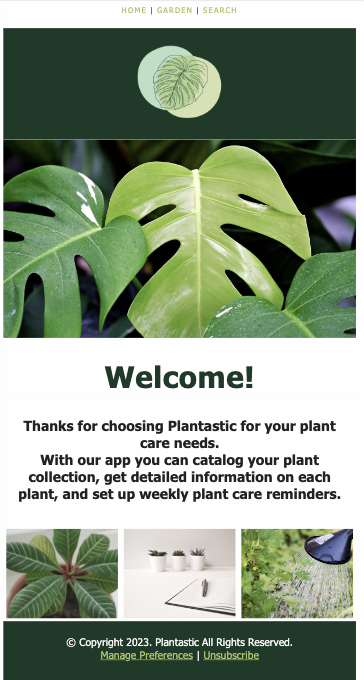 HOME | GARDEN | SEARCH
Welcome!
Thanks for choosing Plantastic for your plant
care needs.
With our app you can catalog your plant
collection, get detailed information on each
plant, and set up weekly plant care reminders.
© Copyright 2023. Plantastic All Rights Reserved.
Manage Preferences | Unsubscribe